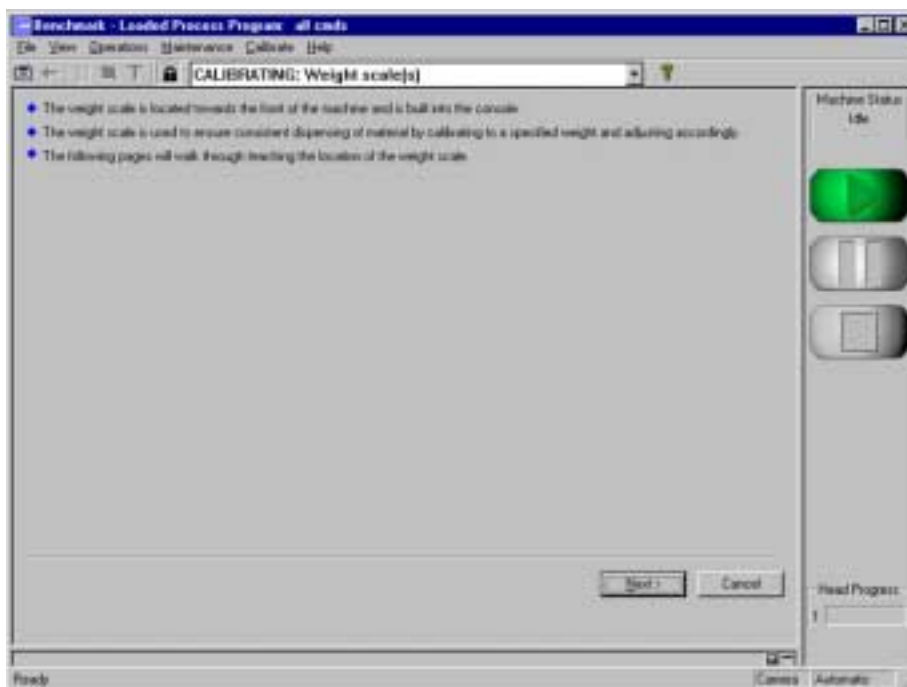 Benchmark - Loaded Process Program: all cmds
File View Operations Maintenance Calibrate Help
CALIBRATING: Weight scale(s)
The weight scale is located towards the front of the machine and is built into the console.
The weight scale is used to ensure consistent dispensing of material by calibrating to a specified weight and adjusting accordingly.
The following pages will walk through teaching the location of the weight scale.
Machine Status
Idle
Next >
Cancel
Head Progress
1
Ready
Camera
Automatic